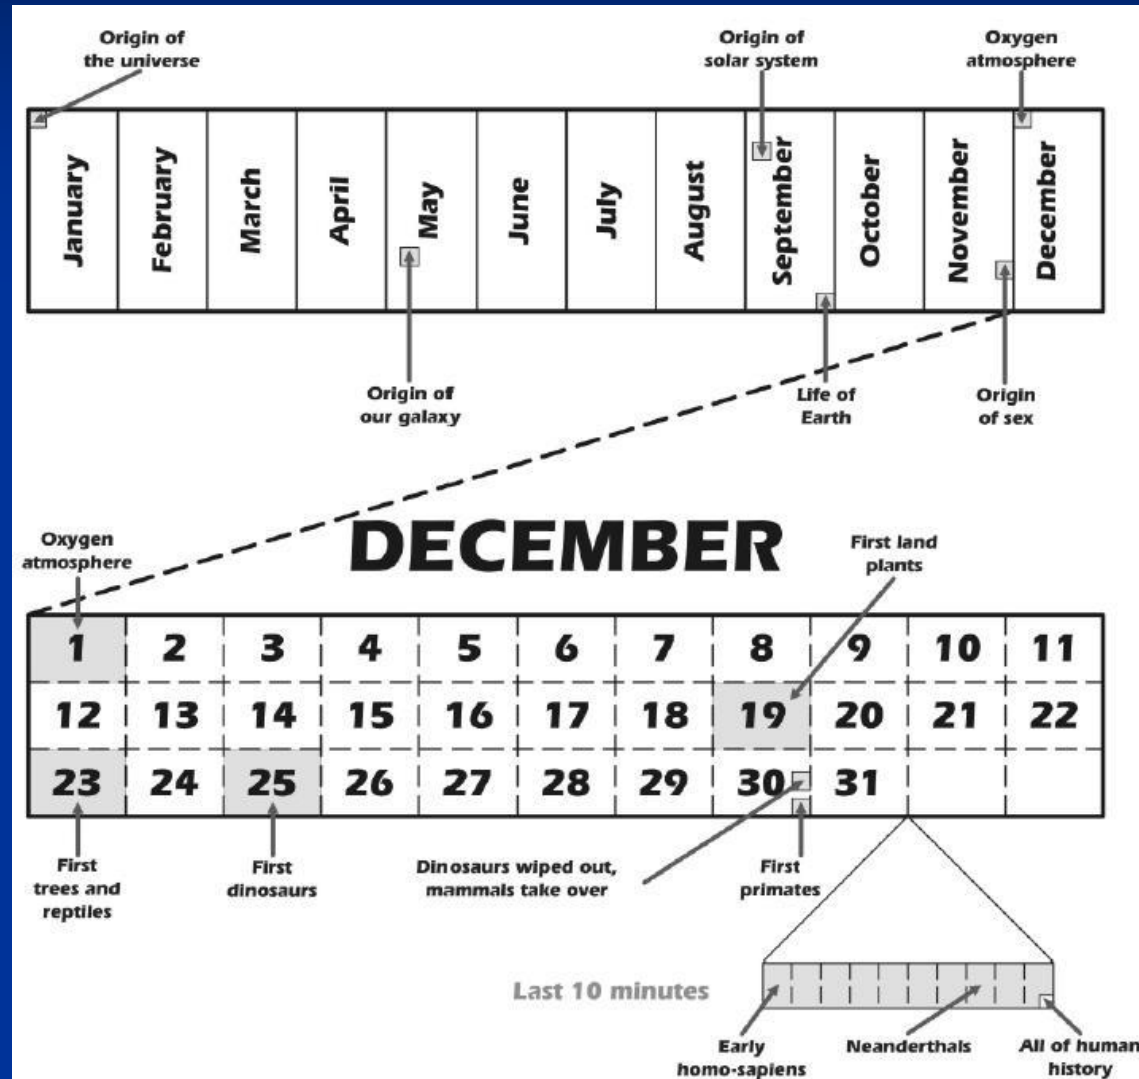 Origin of
the universe
Origin of
solar system
Oxygen
atmosphere
January
February
March
April
May
June
July
August
September
October
November
December
Origin of
our galaxy
Life of
Earth
Origin
of sex
DECEMBER
Oxygen
atmosphere
First land
plants
1 2 3 4 5 6 7 8 9 10 11
12 13 14 15 16 17 18 19 20 21 22
23 24 25 26 27 28 29 30 31
First
trees and
reptiles
First
dinosaurs
Dinosaurs wiped out,
mammals take over
First
primates
Last 10 minutes
Early
homo-sapiens
Neanderthals
All of human
history